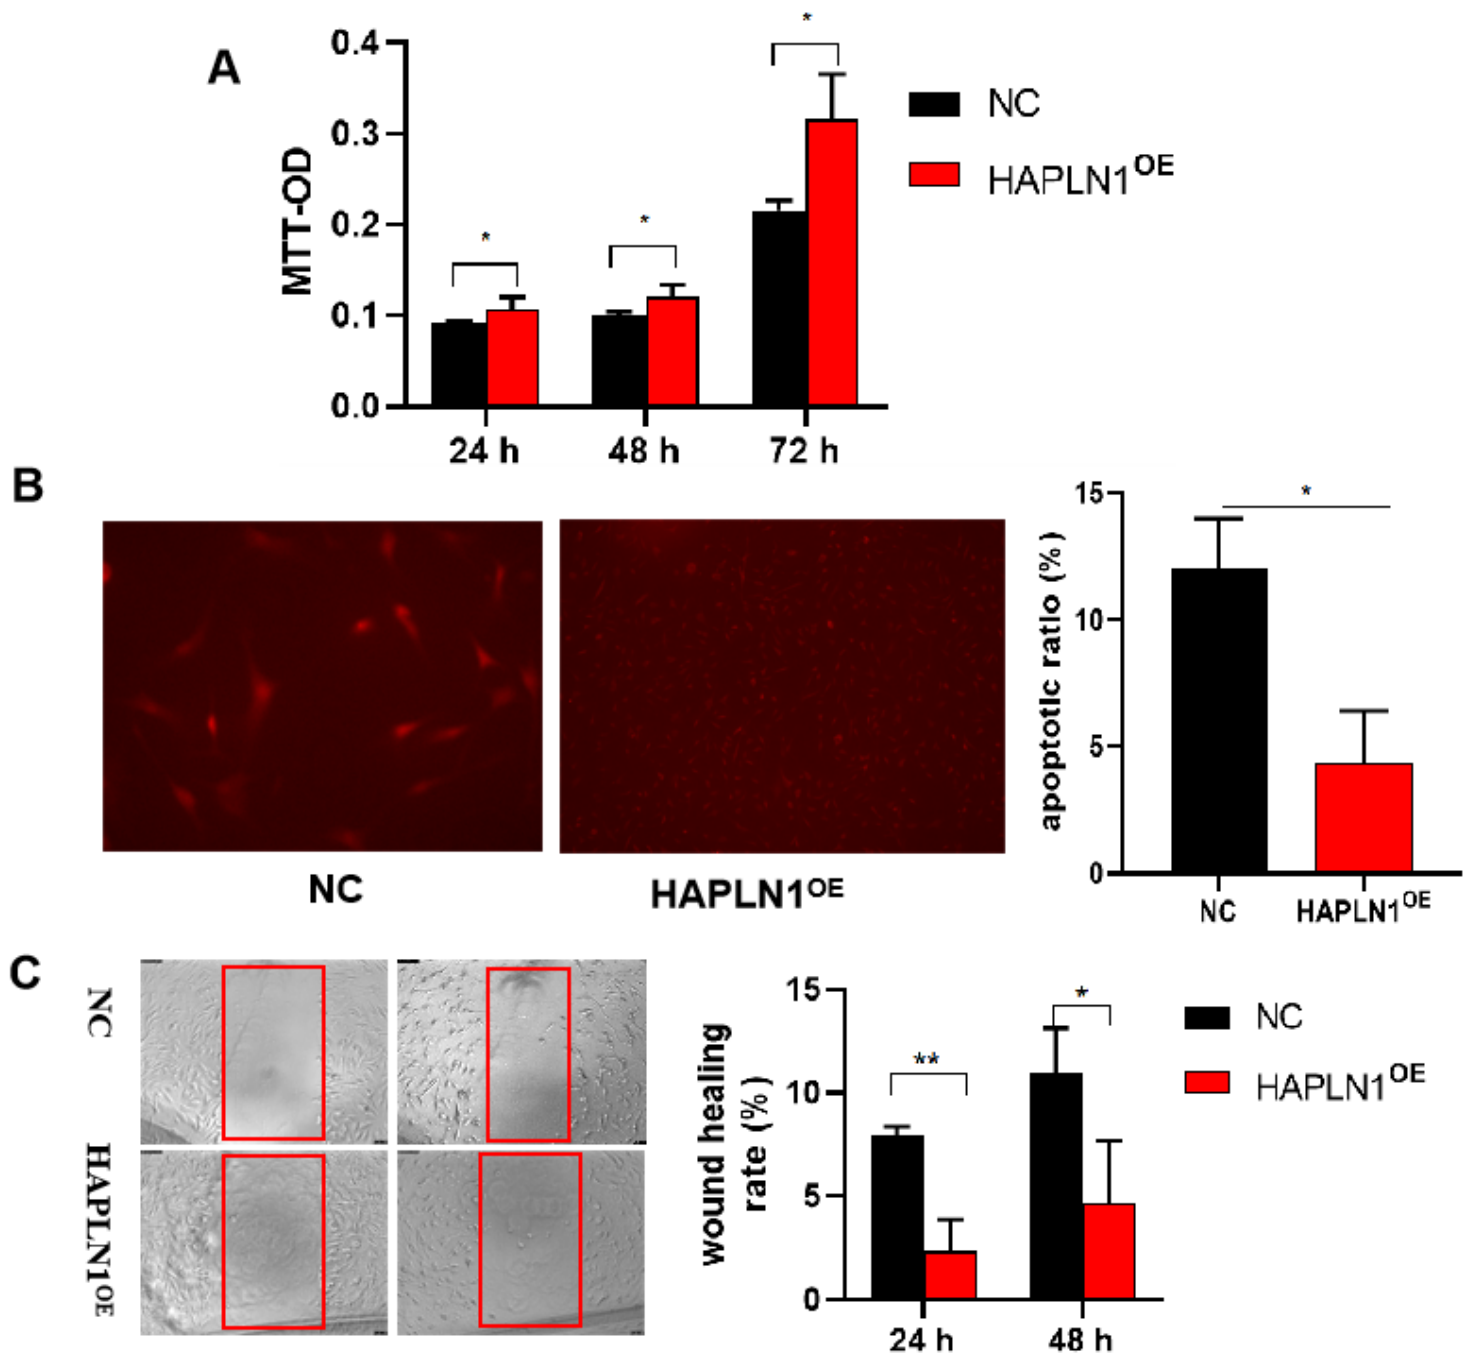 A
MTT-OD
0.4
0.3
0.2
0.1
0.0
*
*
*
24 h
48 h
72 h
NC
HAPLN1OE
B
NC
HAPLN1OE
apoptotic ratio (%)
15
10
5
0
*
NC
HAPLN1OE
C
NC
HAPLN1OE
wound healing
rate (%)
15
10
5
0
**
*
24 h
48 h
NC
HAPLN1OE